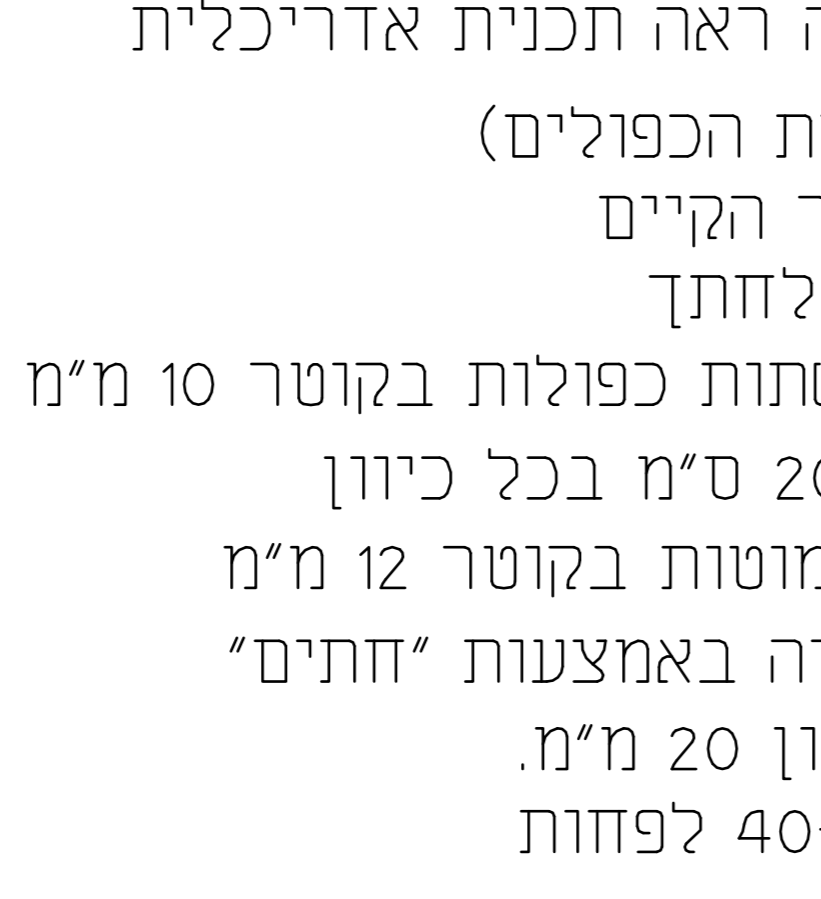 ראה תכנית אדריכלית
הכפולים)
הקיים
לחתך
כפולות בקוטר 10 מ"מ
ס"מ בכל כיוון
בקוטר 12 מ"מ
באמצעות "חתים"
20 מ"מ.
לפחות